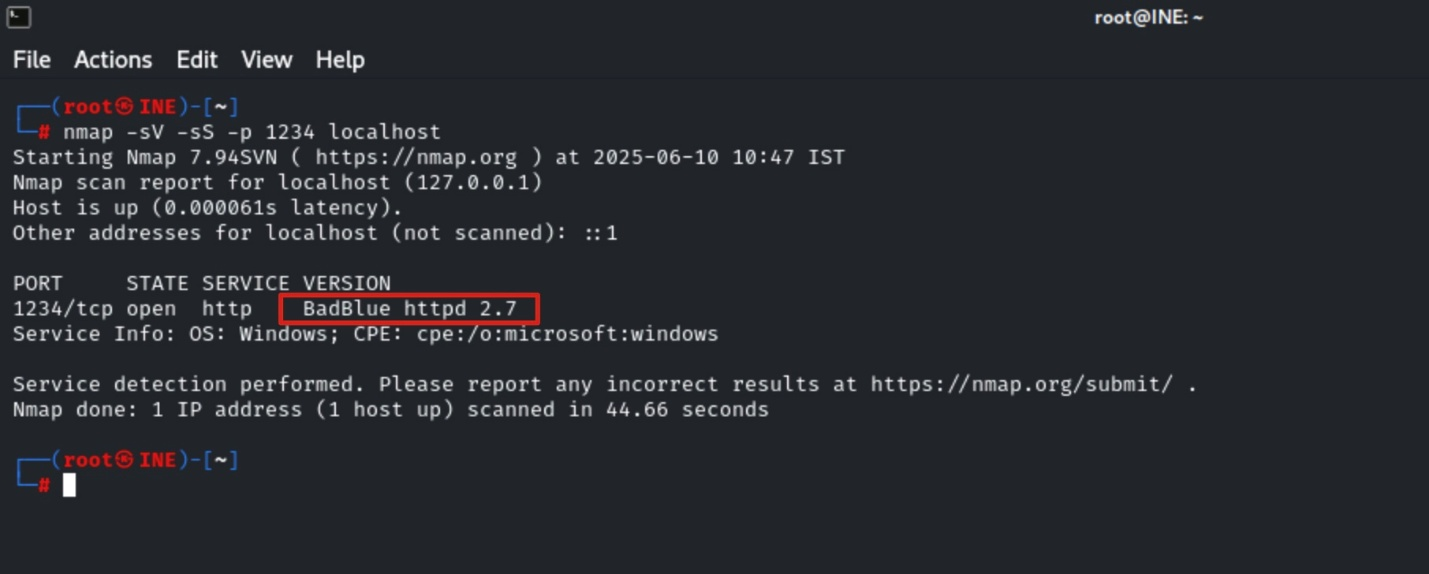 root@INE: ~
File Actions Edit View Help
┌──(root㉿INE)-[~]
└─# nmap -sV -sS -p 1234 localhost
Starting Nmap 7.94SVN ( https://nmap.org ) at 2025-06-10 10:47 IST
Nmap scan report for localhost (127.0.0.1)
Host is up (0.000061s latency).
Other addresses for localhost (not scanned): ::1
PORT     STATE SERVICE VERSION
1234/tcp open  http    BadBlue httpd 2.7
Service Info: OS: Windows; CPE: cpe:/o:microsoft:windows
Service detection performed. Please report any incorrect results at https://nmap.org/submit/ .
Nmap done: 1 IP address (1 host up) scanned in 44.66 seconds
┌──(root㉿INE)-[~]
└─#